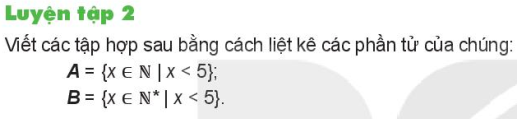 Luyện tập 2
Viết các tập hợp sau bằng cách liệt kê các phần tử của chúng:
A = {x ∈ ℕ | x < 5};
B = {x ∈ ℕ* | x < 5}.